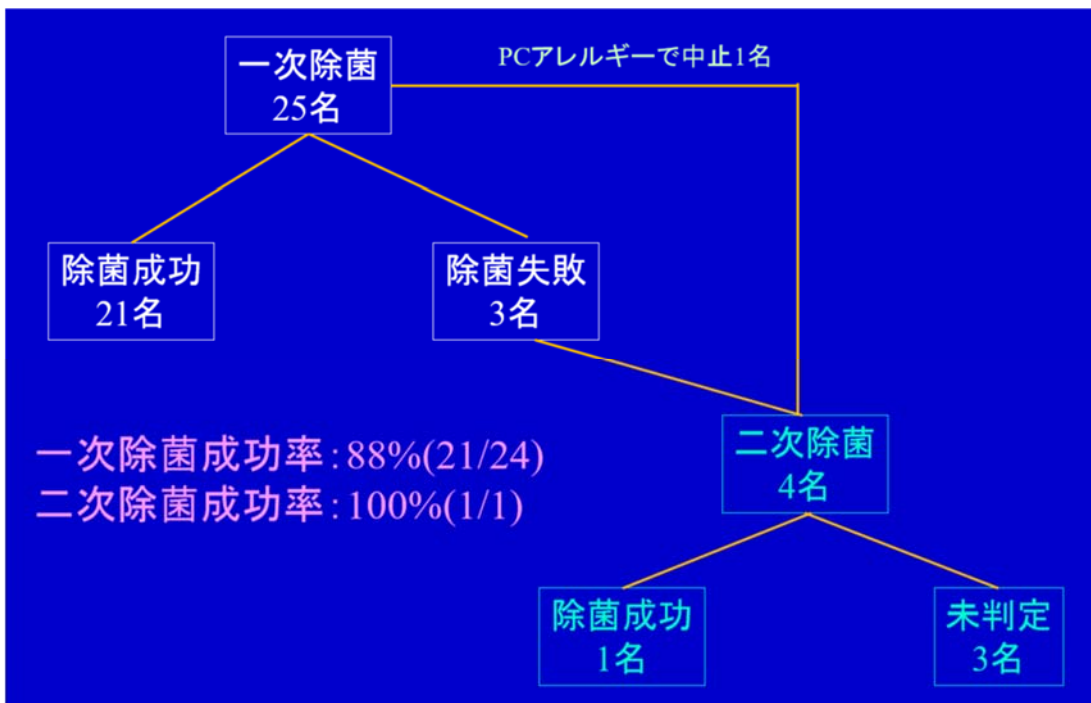 一次除菌
25名
PCアレルギーで中止1名
除菌成功
21名
除菌失敗
3名
一次除菌成功率:88%(21/24)
二次除菌成功率:100%(1/1)
二次除菌
4名
除菌成功
1名
未判定
3名